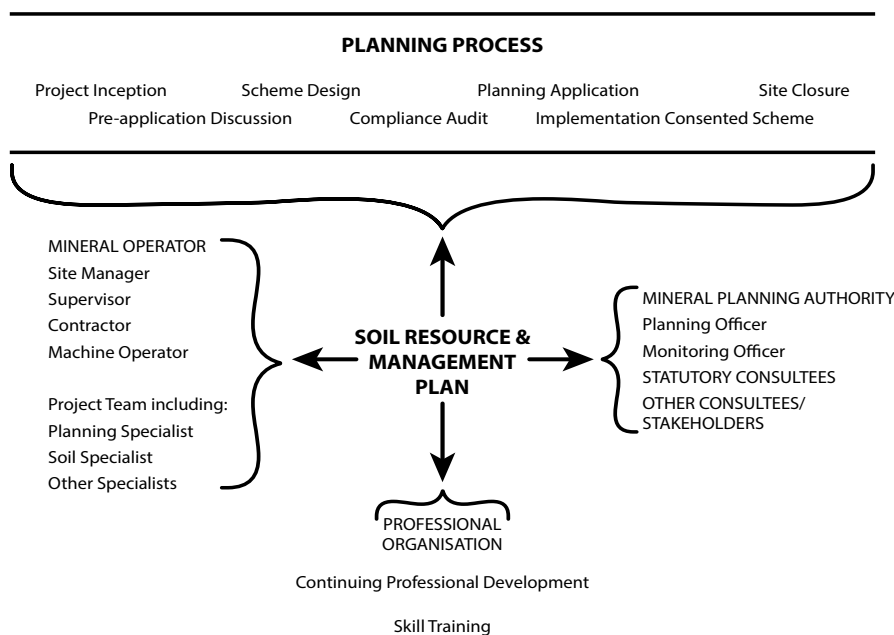 PLANNING PROCESS
Project Inception Scheme Design Planning Application Site Closure
Pre-application Discussion Compliance Audit Implementation Consented Scheme
MINERAL OPERATOR
Site Manager
Supervisor
Contractor
Machine Operator
Project Team including:
Planning Specialist
Soil Specialist
Other Specialists
SOIL RESOURCE &
MANAGEMENT
PLAN
MINERAL PLANNING AUTHORITY
Planning Officer
Monitoring Officer
STATUTORY CONSULTEES
OTHER CONSULTEES/
STAKEHOLDERS
PROFESSIONAL
ORGANISATION
Continuing Professional Development
Skill Training